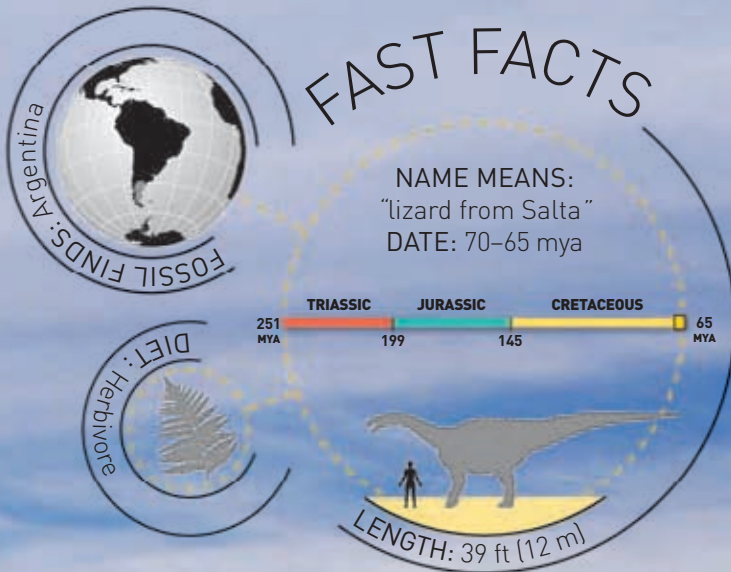 FAST FACTS
FOSSIL FINDS: Argentina
NAME MEANS:
“lizard from Salta”
DATE: 70–65 mya
TRIASSIC JURASSIC CRETACEOUS
251 MYA 199 145 65 MYA
DIET: Herbivore
LENGTH: 39 ft (12 m)